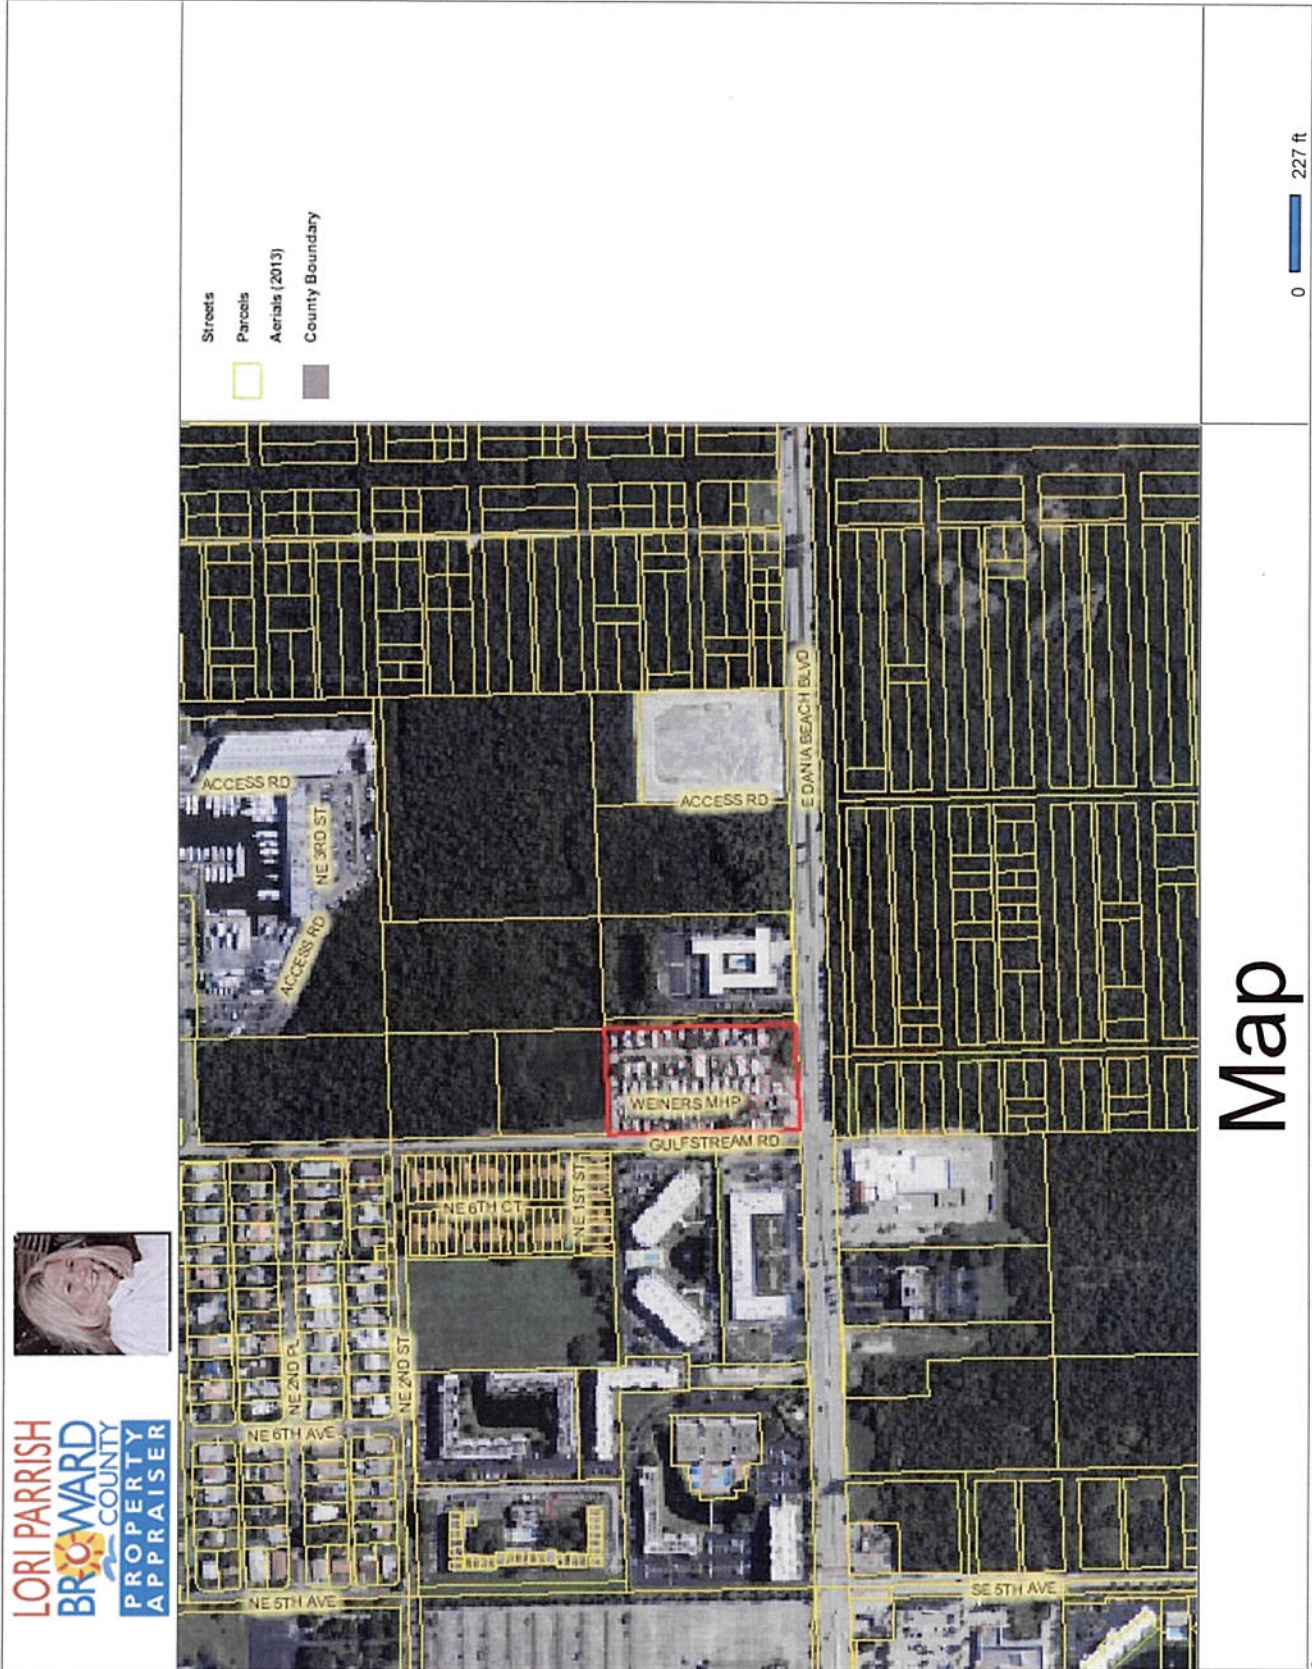 LORI PARRISH
BROWARD
COUNTY
PROPERTY
APPRAISER
Streets
Parcels
Aerials (2013)
County Boundary
NE 5TH AVE
NE 6TH AVE
NE 2ND PL
NE 2ND ST
NE 6TH CT
NE 1ST ST
GULFSTREAM RD
WEINERS MHP
ACCESS RD
NE 3RD ST
ACCESS RD
ACCESS RD
E DANIA BEACH BLVD
SE 5TH AVE
Map
0 227 ft